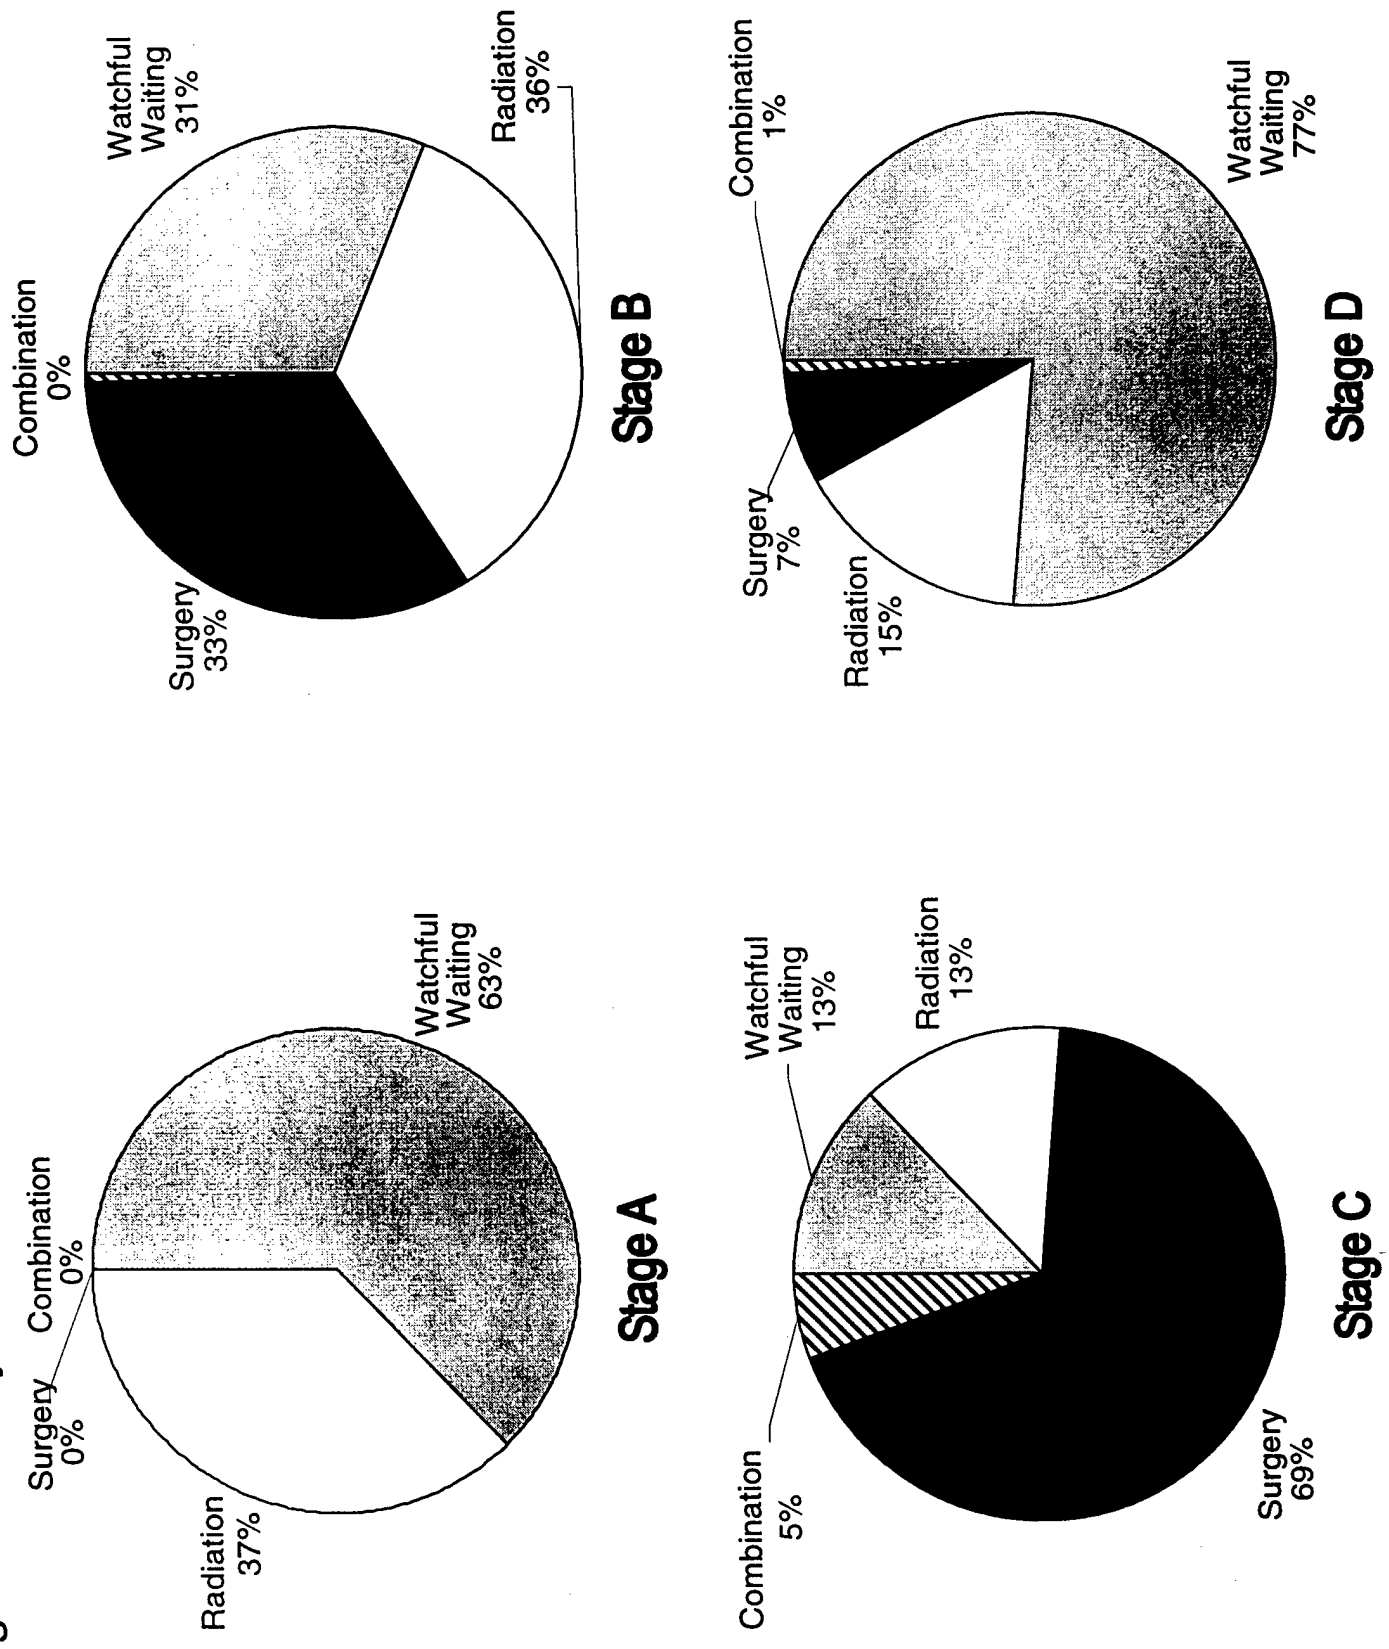 Combination
0%
Surgery
0%
Radiation
37%
Watchful
Waiting
63%
Stage A
Combination
0%
Watchful
Waiting
31%
Surgery
33%
Radiation
36%
Stage B
Combination
5%
Watchful
Waiting
13%
Radiation
13%
Surgery
69%
Stage C
Combination
1%
Surgery
7%
Radiation
15%
Watchful
Waiting
77%
Stage D